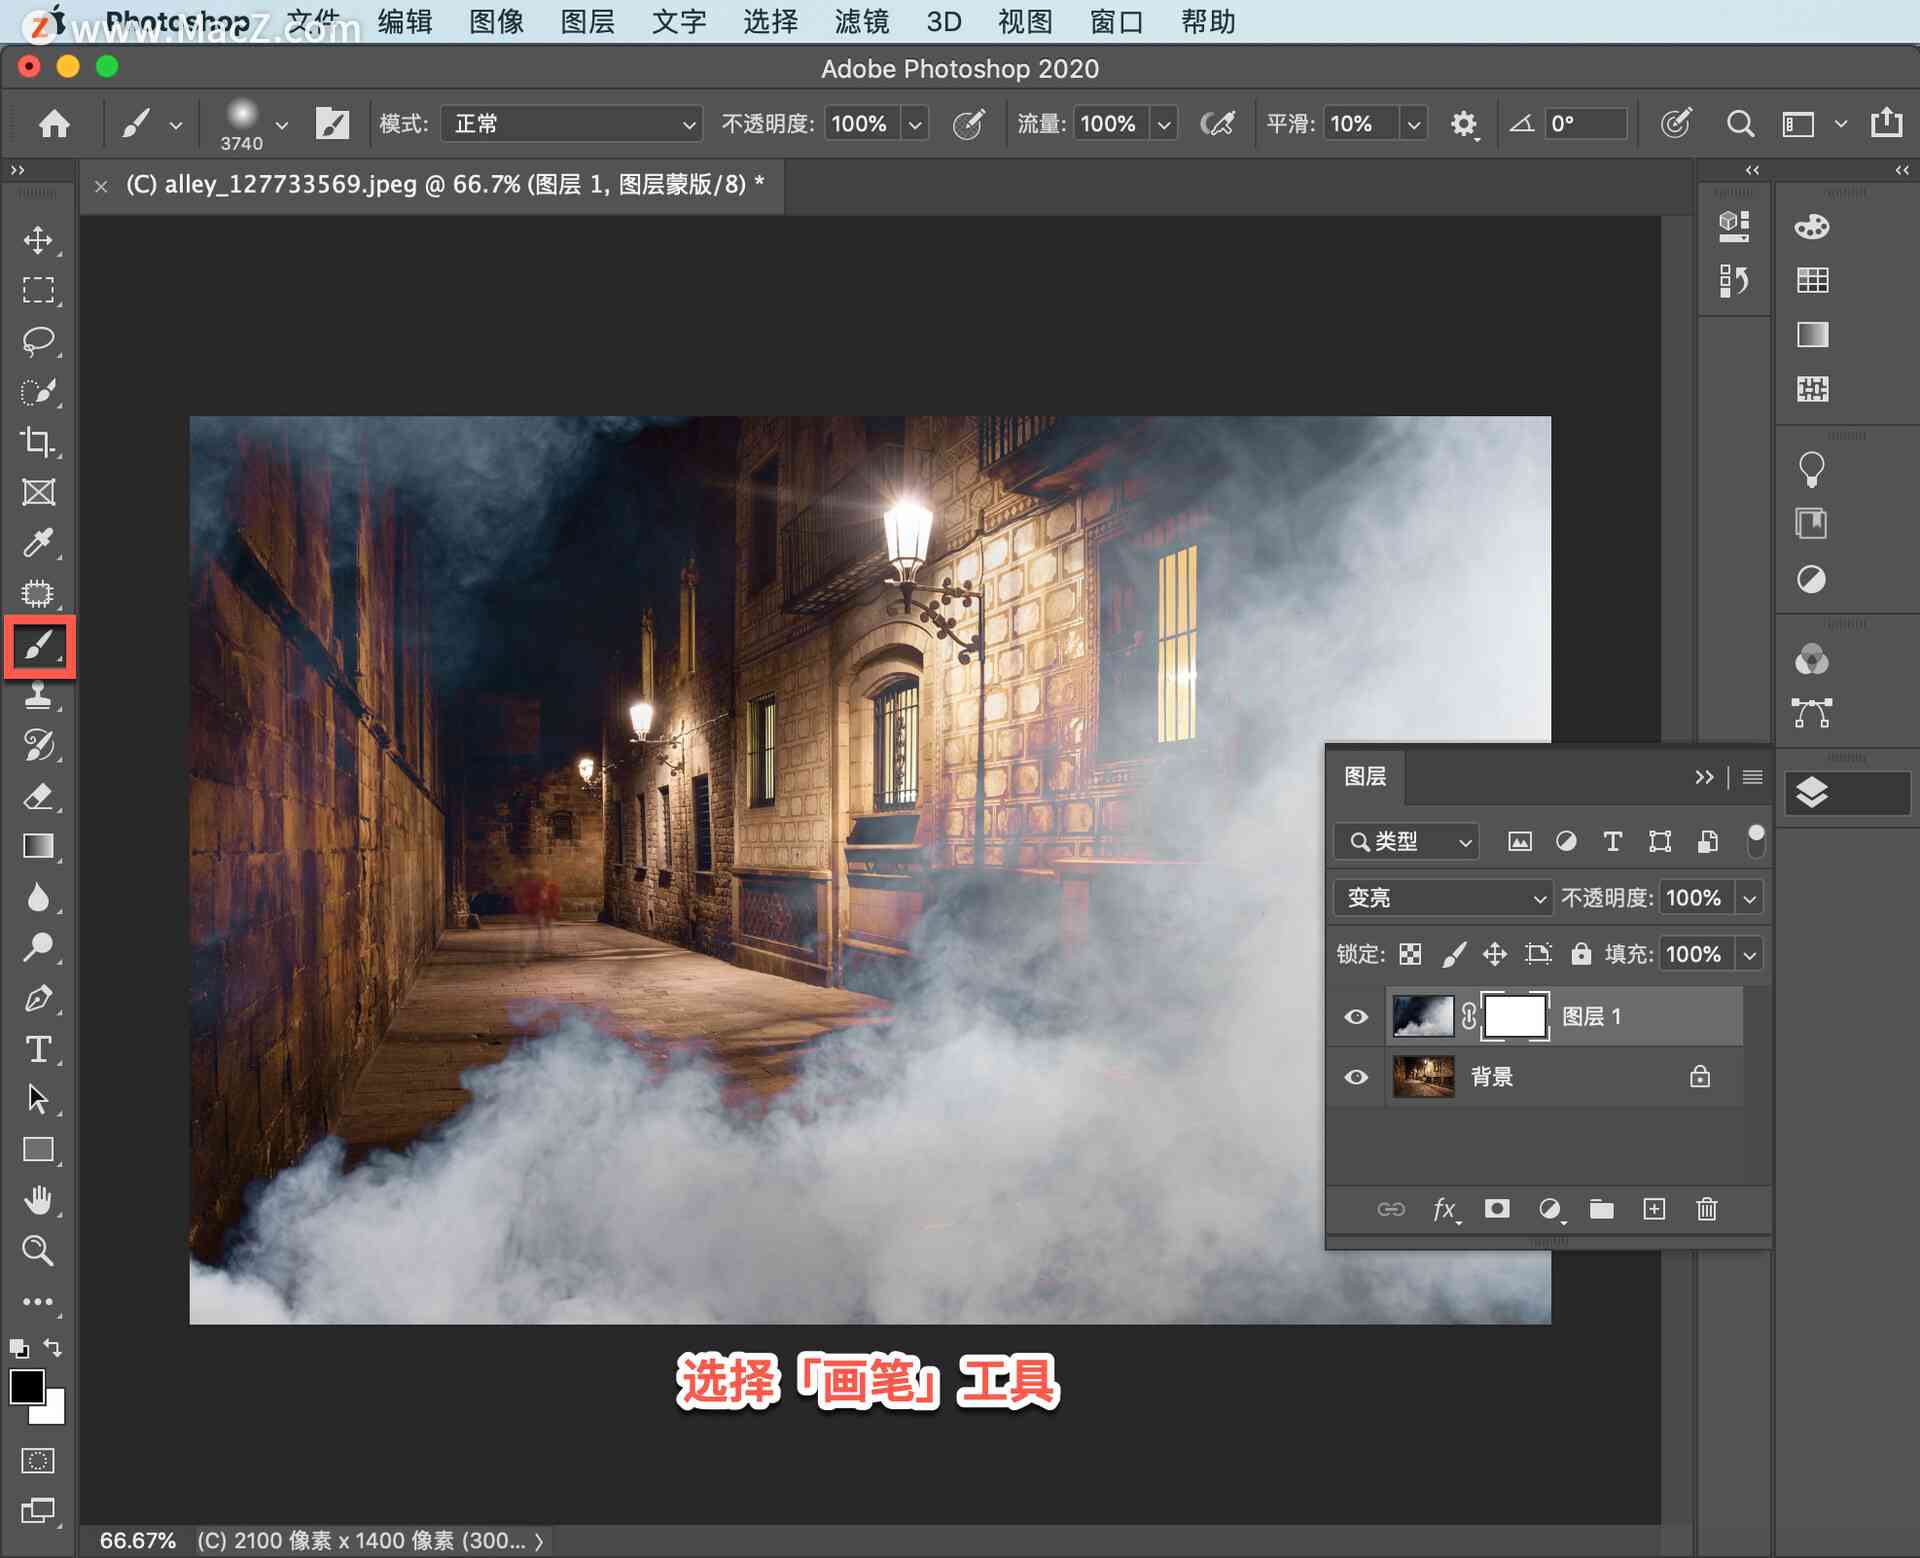 Photoshop 文件 编辑 图像 图层 文字 选择 滤镜 3D 视图 窗口 帮助
Z www.MacZ.com
Adobe Photoshop 2020
3740 模式: 正常 不透明度: 100% 流量: 100% 平滑: 10% 0°
× (C) alley_127733569.jpeg @ 66.7% (图层 1, 图层蒙版/8) *
图层
类型
变亮 不透明度: 100%
锁定: 填充: 100%
图层 1
背景
fx
选择「画笔」工具
66.67% (C) 2100 像素 x 1400 像素 (300...